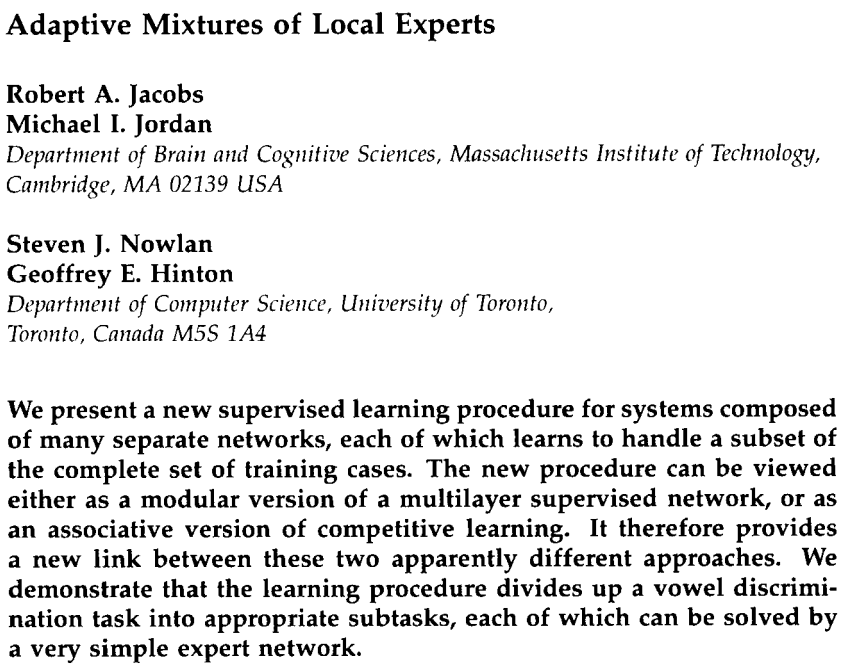 Adaptive Mixtures of Local Experts
Robert A. Jacobs
Michael I. Jordan
Department of Brain and Cognitive Sciences, Massachusetts Institute of Technology,
Cambridge, MA 02139 USA
Steven J. Nowlan
Geoffrey E. Hinton
Department of Computer Science, University of Toronto,
Toronto, Canada M5S 1A4
We present a new supervised learning procedure for systems composed
of many separate networks, each of which learns to handle a subset of
the complete set of training cases. The new procedure can be viewed
either as a modular version of a multilayer supervised network, or as
an associative version of competitive learning. It therefore provides
a new link between these two apparently different approaches. We
demonstrate that the learning procedure divides up a vowel discrimi-
nation task into appropriate subtasks, each of which can be solved by
a very simple expert network.